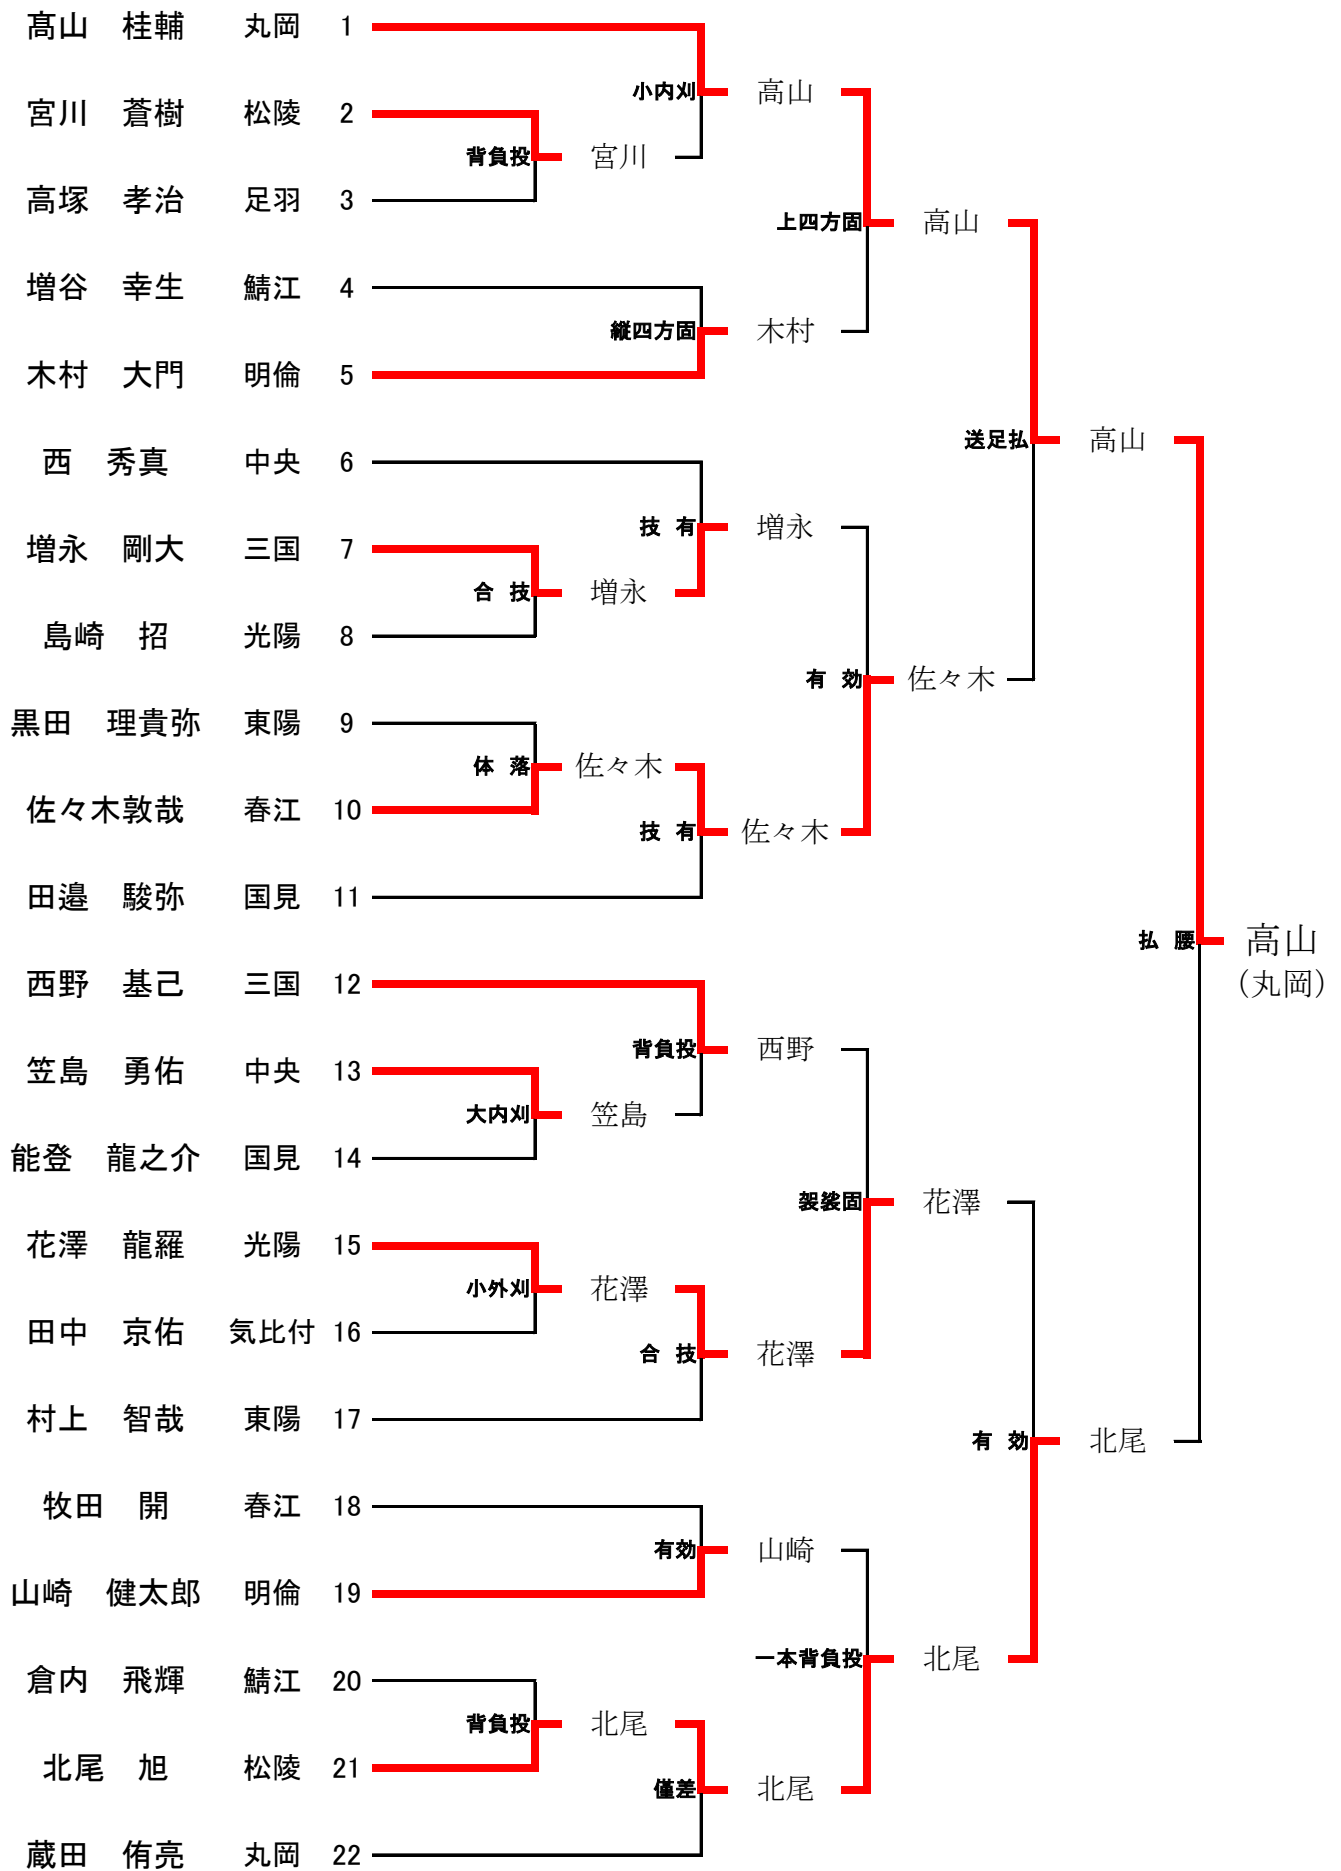 髙山　桂輔　丸岡　1
小内刈　高山
宮川　蒼樹　松陵　2
背負投　宮川
高塚　孝治　足羽　3
上四方固　高山
増谷　幸生　鯖江　4
縦四方固　木村
木村　大門　明倫　5
送足払　高山
西　秀真　中央　6
技 有　増永
増永　剛大　三国　7
合 技　増永
島崎　招　光陽　8
有 効　佐々木
黒田　理貴弥　東陽　9
体 落　佐々木
佐々木敦哉　春江　10
技 有　佐々木
田邉　駿弥　国見　11
払 腰　高山
（丸岡）
西野　基己　三国　12
背負投　西野
笠島　勇佑　中央　13
大内刈　笠島
能登　龍之介　国見　14
袈裟固　花澤
花澤　龍羅　光陽　15
小外刈　花澤
田中　京佑　気比付　16
合 技　花澤
村上　智哉　東陽　17
有 効　北尾
牧田　開　春江　18
有効　山崎
山崎　健太郎　明倫　19
一本背負投　北尾
倉内　飛輝　鯖江　20
背負投　北尾
北尾　旭　松陵　21
僅差　北尾
蔵田　侑亮　丸岡　22